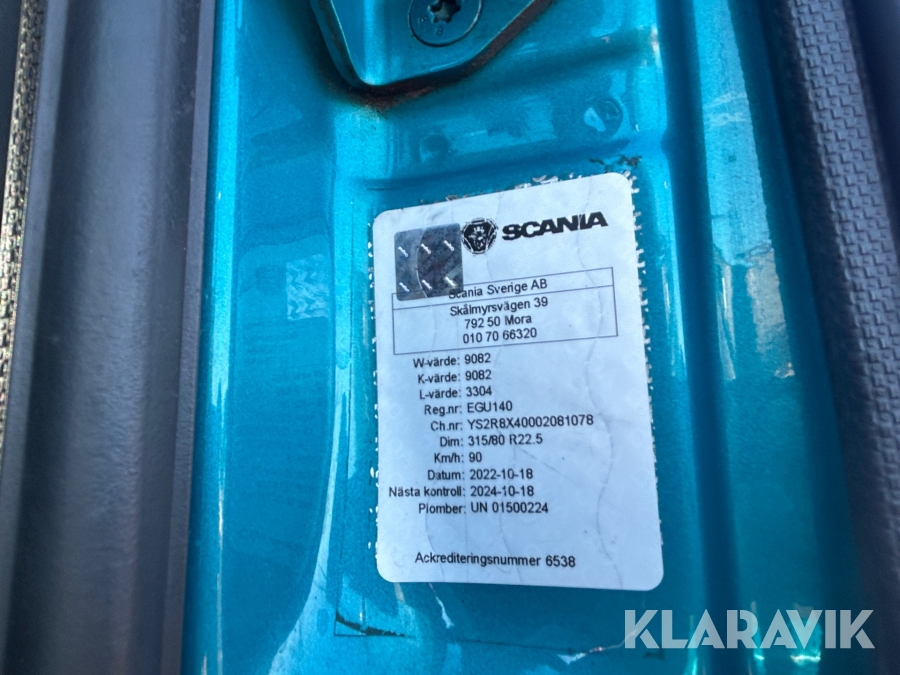 SCANIA
Scania Sverige AB
Skålmyrsvägen 39
792 50 Mora
010 70 66320
W-värde: 9082
K-värde: 9082
L-värde: 3304
Reg.nr: EGU140
Ch.nr: YS2R8X40002081078
Dim: 315/80 R22.5
Km/h: 90
Datum: 2022-10-18
Nästa kontroll: 2024-10-18
Plomber: UN 01500224
Ackrediteringsnummer 6538
KLARAVIK